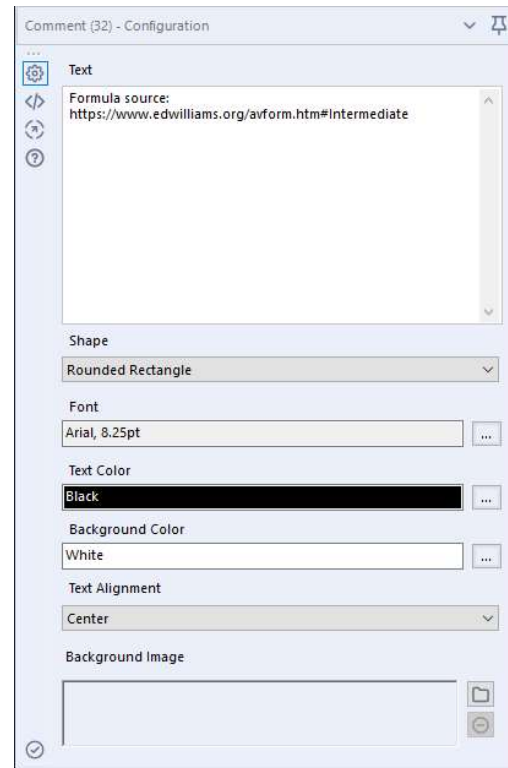 Comment (32) - Configuration
Text
Formula source:
https://www.edwilliams.org/avform.htm#Intermediate
Shape
Rounded Rectangle
Font
Arial, 8.25pt
...
Text Color
Black
...
Background Color
White
...
Text Alignment
Center
Background Image